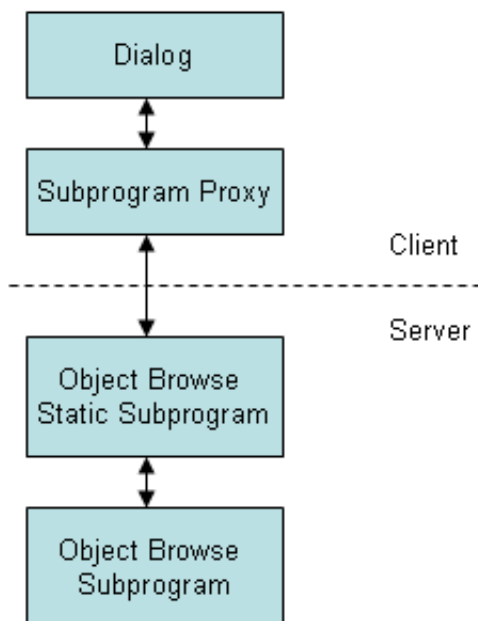 Dialog
Subprogram Proxy
Client
Server
Object Browse
Static Subprogram
Object Browse
Subprogram